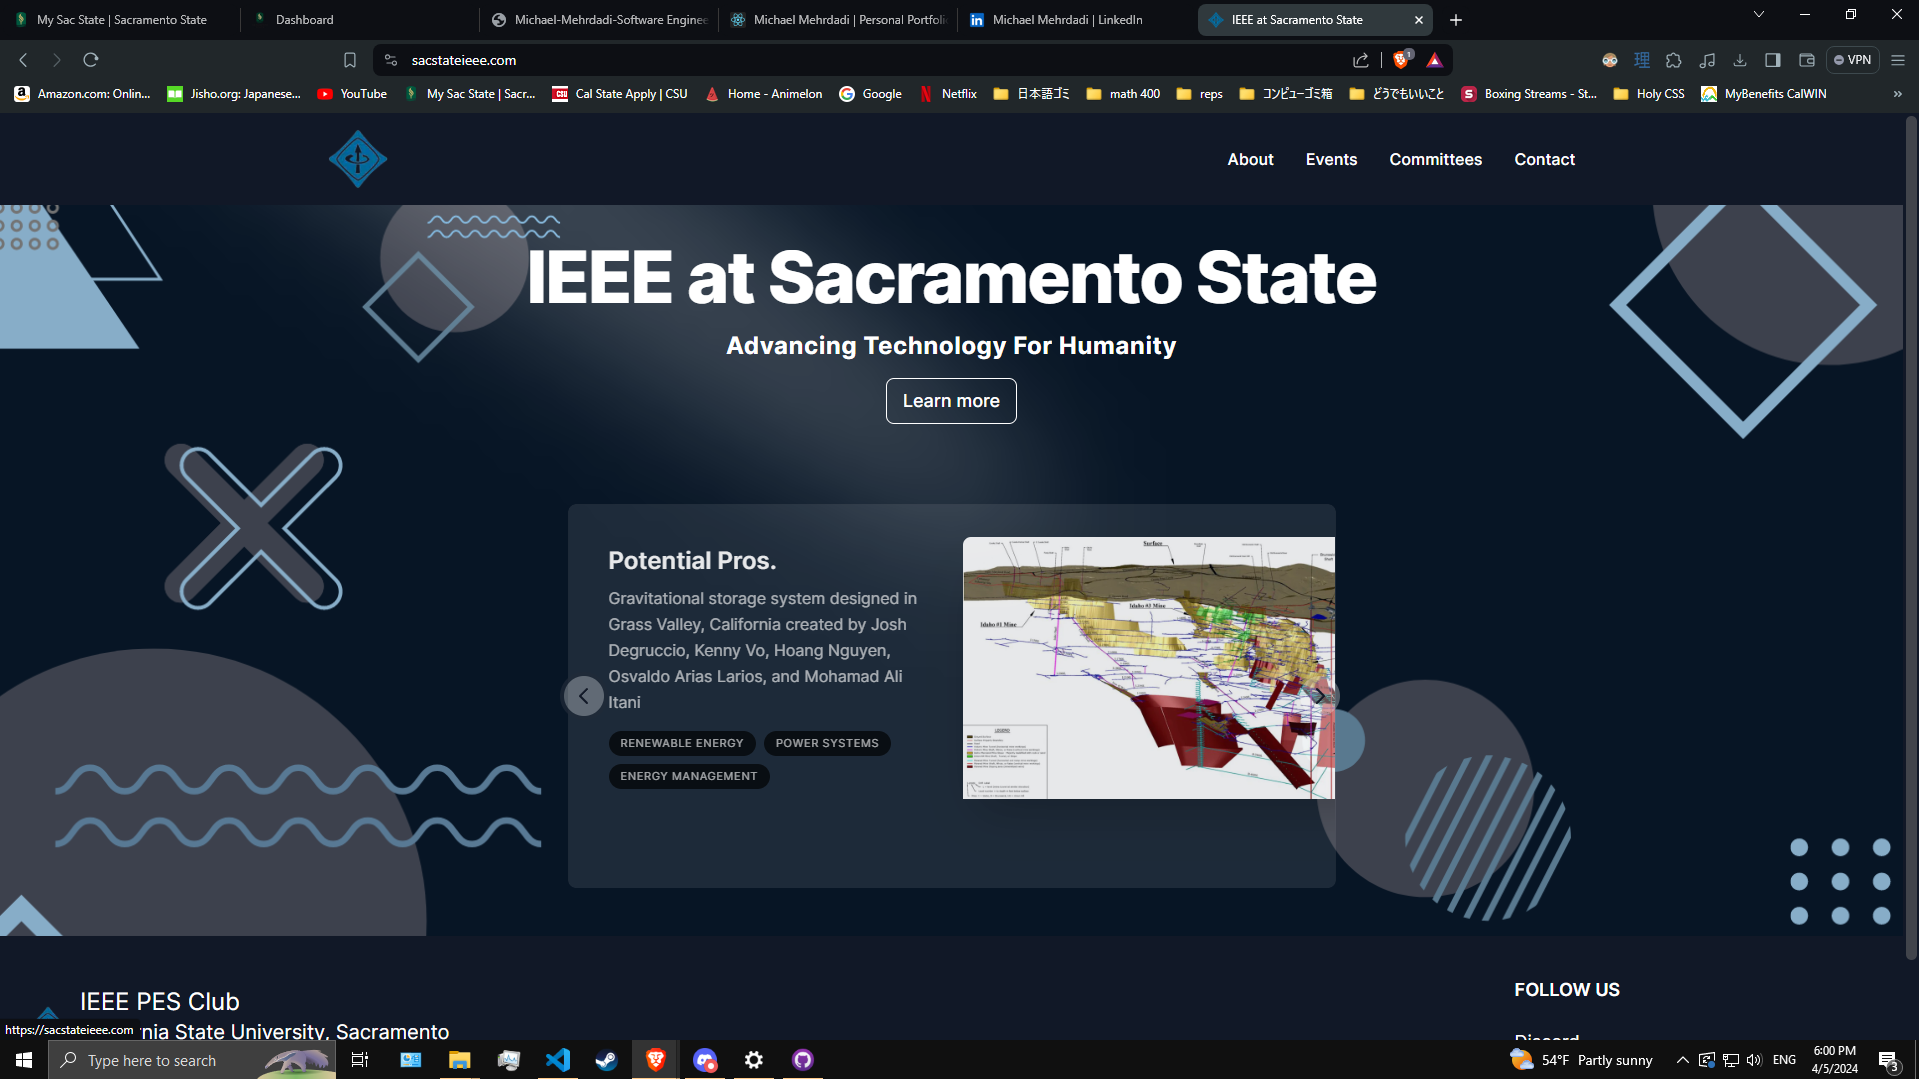 My Sac State | Sacramento State
Dashboard
Michael-Mehrdadi-Software Enginee
Michael Mehrdadi | Personal Portfoli
Michael Mehrdadi | LinkedIn
IEEE at Sacramento State
sacstateieee.com
1
VPN
Amazon.com: Onlin...
Jisho.org: Japanese...
YouTube
My Sac State | Sacr...
Cal State Apply | CSU
Home - Animelon
Google
Netflix
日本語ゴミ
math 400
reps
コンピューゴミ箱
どうでもいいこと
Boxing Streams - St...
Holy CSS
MyBenefits CalWIN
About
Events
Committees
Contact
IEEE at Sacramento State
Advancing Technology For Humanity
Learn more
Potential Pros.
Gravitational storage system designed in
Grass Valley, California created by Josh
Degruccio, Kenny Vo, Hoang Nguyen,
Osvaldo Arias Larios, and Mohamad Ali
Itani
RENEWABLE ENERGY
POWER SYSTEMS
ENERGY MANAGEMENT
Surface
Idaho #3 Mine
Idaho #1 Mine
LEGEND
IEEE PES Club
nia State University, Sacramento
FOLLOW US
Discord
https://sacstateieee.com
Type here to search
54°F Partly sunny
ENG
6:00 PM
4/5/2024
3